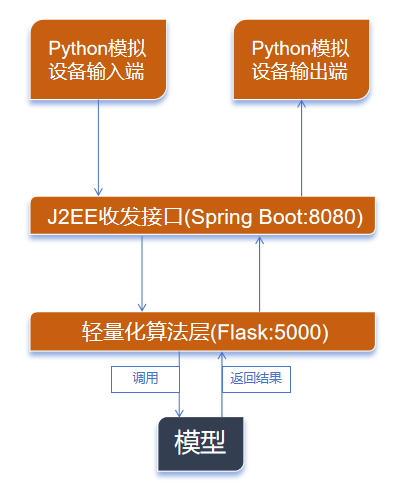 Python模拟
设备输入端
Python模拟
设备输出端
J2EE收发接口(Spring Boot:8080)
轻量化算法层(Flask:5000)
调用
返回结果
模型